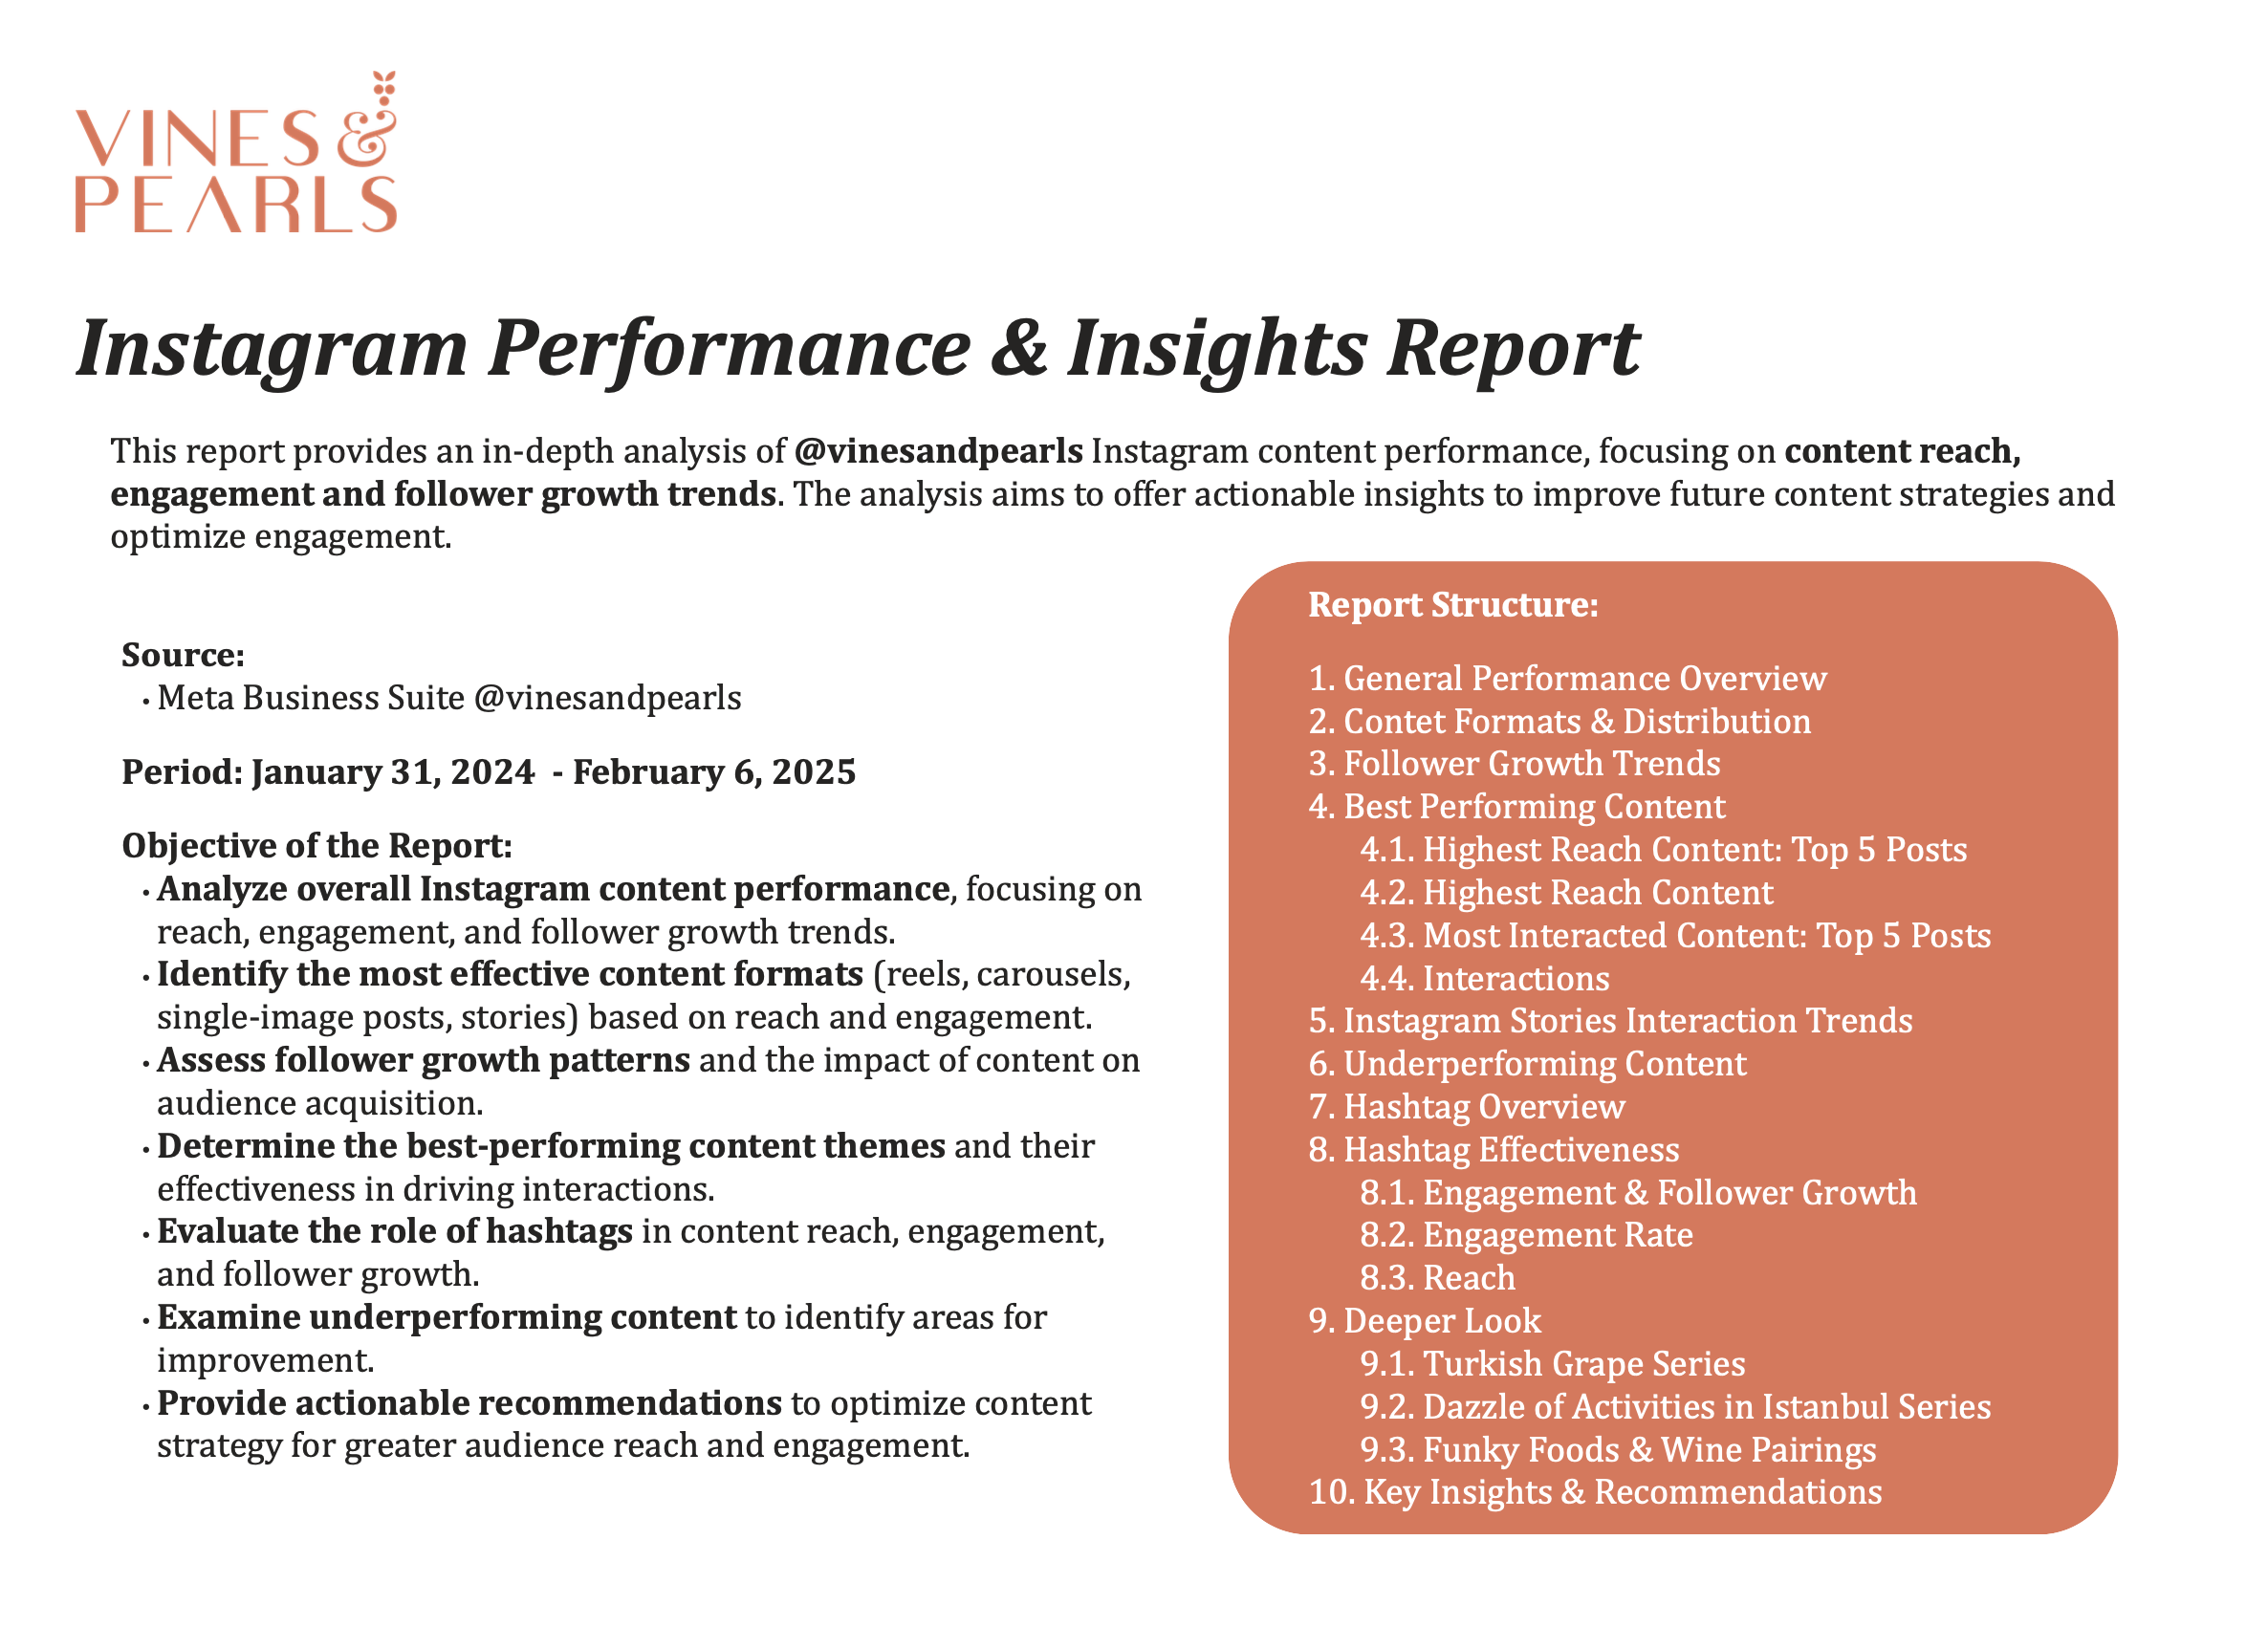 VINES &
PEARLS
Instagram Performance & Insights Report
This report provides an in-depth analysis of @vinesandpearls Instagram content performance, focusing on content reach,
engagement and follower growth trends. The analysis aims to offer actionable insights to improve future content strategies and
optimize engagement.
Source:
• Meta Business Suite @vinesandpearls
Period: January 31, 2024 - February 6, 2025
Objective of the Report:
• Analyze overall Instagram content performance, focusing on
reach, engagement, and follower growth trends.
• Identify the most effective content formats (reels, carousels,
single-image posts, stories) based on reach and engagement.
• Assess follower growth patterns and the impact of content on
audience acquisition.
• Determine the best-performing content themes and their
effectiveness in driving interactions.
• Evaluate the role of hashtags in content reach, engagement,
and follower growth.
• Examine underperforming content to identify areas for
improvement.
• Provide actionable recommendations to optimize content
strategy for greater audience reach and engagement.
Report Structure:
1. General Performance Overview
2. Contet Formats & Distribution
3. Follower Growth Trends
4. Best Performing Content
4.1. Highest Reach Content: Top 5 Posts
4.2. Highest Reach Content
4.3. Most Interacted Content: Top 5 Posts
4.4. Interactions
5. Instagram Stories Interaction Trends
6. Underperforming Content
7. Hashtag Overview
8. Hashtag Effectiveness
8.1. Engagement & Follower Growth
8.2. Engagement Rate
8.3. Reach
9. Deeper Look
9.1. Turkish Grape Series
9.2. Dazzle of Activities in Istanbul Series
9.3. Funky Foods & Wine Pairings
10. Key Insights & Recommendations